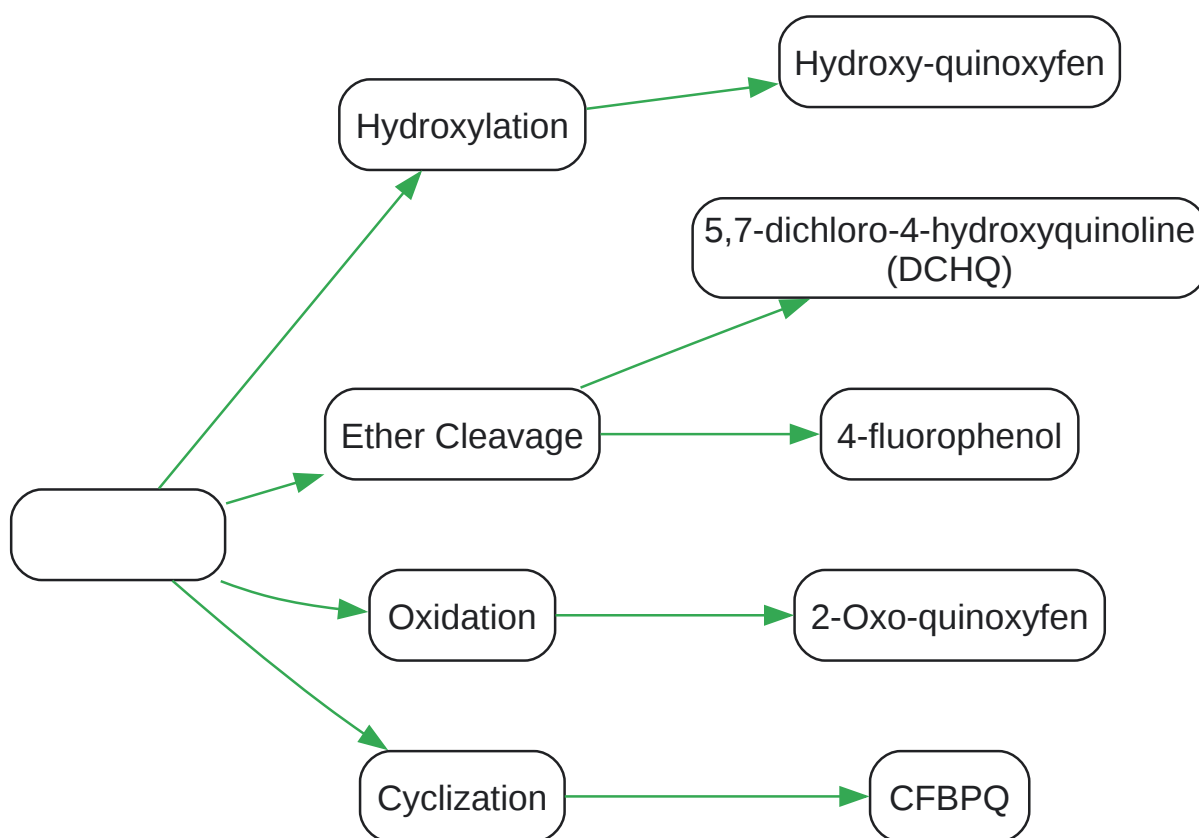 Hydroxy-quinoxyfen
Hydroxylation
5,7-dichloro-4-hydroxyquinoline
(DCHQ)
Ether Cleavage
4-fluorophenol
Oxidation
2-Oxo-quinoxyfen
Cyclization
CFBPQ